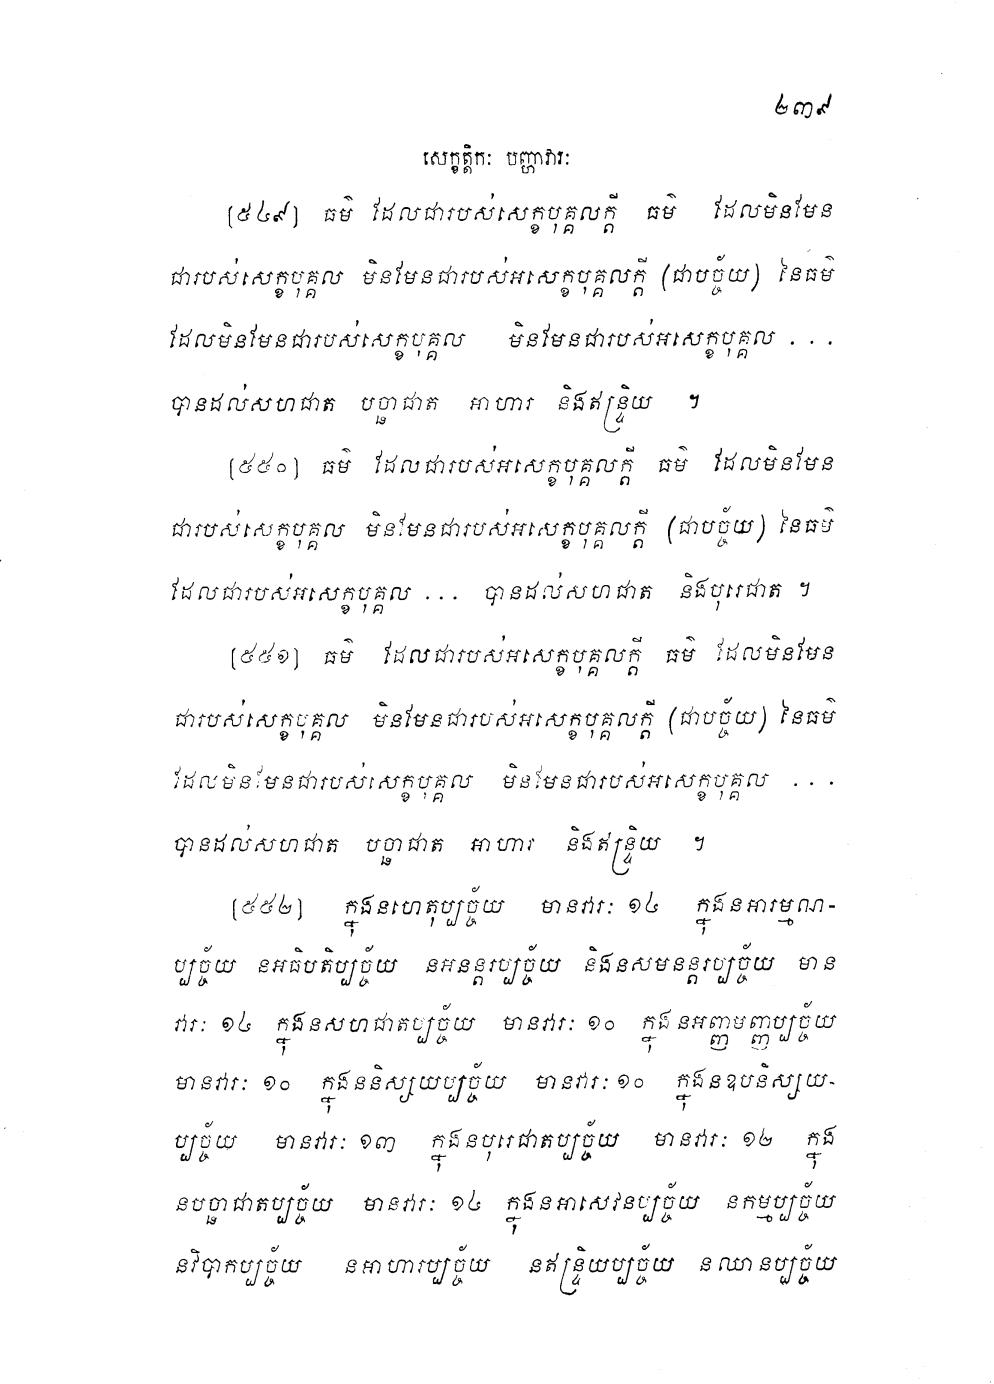 ២៣៩
សេក្ខត្តិកៈ បញ្ហាវារៈ
[៥៤៩] ធម៌ ដែលជារបស់សេក្ខបុគ្គលក្តី ធម៌ ដែលមិនមែន
ជារបស់សេក្ខបុគ្គល មិនមែនជារបស់អសេក្ខបុគ្គលក្តី (ជាបច្ច័យ) នៃធម៌
ដែលមិនមែនជារបស់សេក្ខបុគ្គល មិនមែនជារបស់អសេក្ខបុគ្គល ...
បានដល់សហជាត បច្ឆាជាត អាហារ និងឥន្ទ្រិយ ។
[៥៥០] ធម៌ ដែលជារបស់អសេក្ខបុគ្គលក្តី ធម៌ ដែលមិនមែន
ជារបស់សេក្ខបុគ្គល មិនមែនជារបស់អសេក្ខបុគ្គលក្តី (ជាបច្ច័យ) នៃធម៌
ដែលជារបស់អសេក្ខបុគ្គល ... បានដល់សហជាត និងបុរេជាត ។
[៥៥១] ធម៌ ដែលជារបស់អសេក្ខបុគ្គលក្តី ធម៌ ដែលមិនមែន
ជារបស់សេក្ខបុគ្គល មិនមែនជារបស់អសេក្ខបុគ្គលក្តី (ជាបច្ច័យ) នៃធម៌
ដែលមិនមែនជារបស់សេក្ខបុគ្គល មិនមែនជារបស់អសេក្ខបុគ្គល ...
បានដល់សហជាត បច្ឆាជាត អាហារ និងឥន្ទ្រិយ ។
[៥៥២] ក្នុងនហេតុប្បច្ច័យ មានវារៈ ១៤ ក្នុងនអារម្មណ-
ប្បច្ច័យ នអធិបតិប្បច្ច័យ នអនន្តរប្បច្ច័យ និងនសមនន្តរប្បច្ច័យ មាន
វារៈ ១៤ ក្នុងនសហជាតប្បច្ច័យ មានវារៈ ១០ ក្នុងនអញ្ញាមញ្ញប្បច្ច័យ
មានវារៈ ១០ ក្នុងននិស្សយប្បច្ច័យ មានវារៈ ១០ ក្នុងនឧបនិស្សយ-
ប្បច្ច័យ មានវារៈ ១៣ ក្នុងនបុរេជាតប្បច្ច័យ មានវារៈ ១២ ក្នុង
នបច្ឆាជាតប្បច្ច័យ មានវារៈ ១៤ ក្នុងនអាសេវនប្បច្ច័យ នកម្មប្បច្ច័យ
នវិបាកប្បច្ច័យ នអាហារប្បច្ច័យ នឥន្ទ្រិយប្បច្ច័យ នឈានប្បច្ច័យ